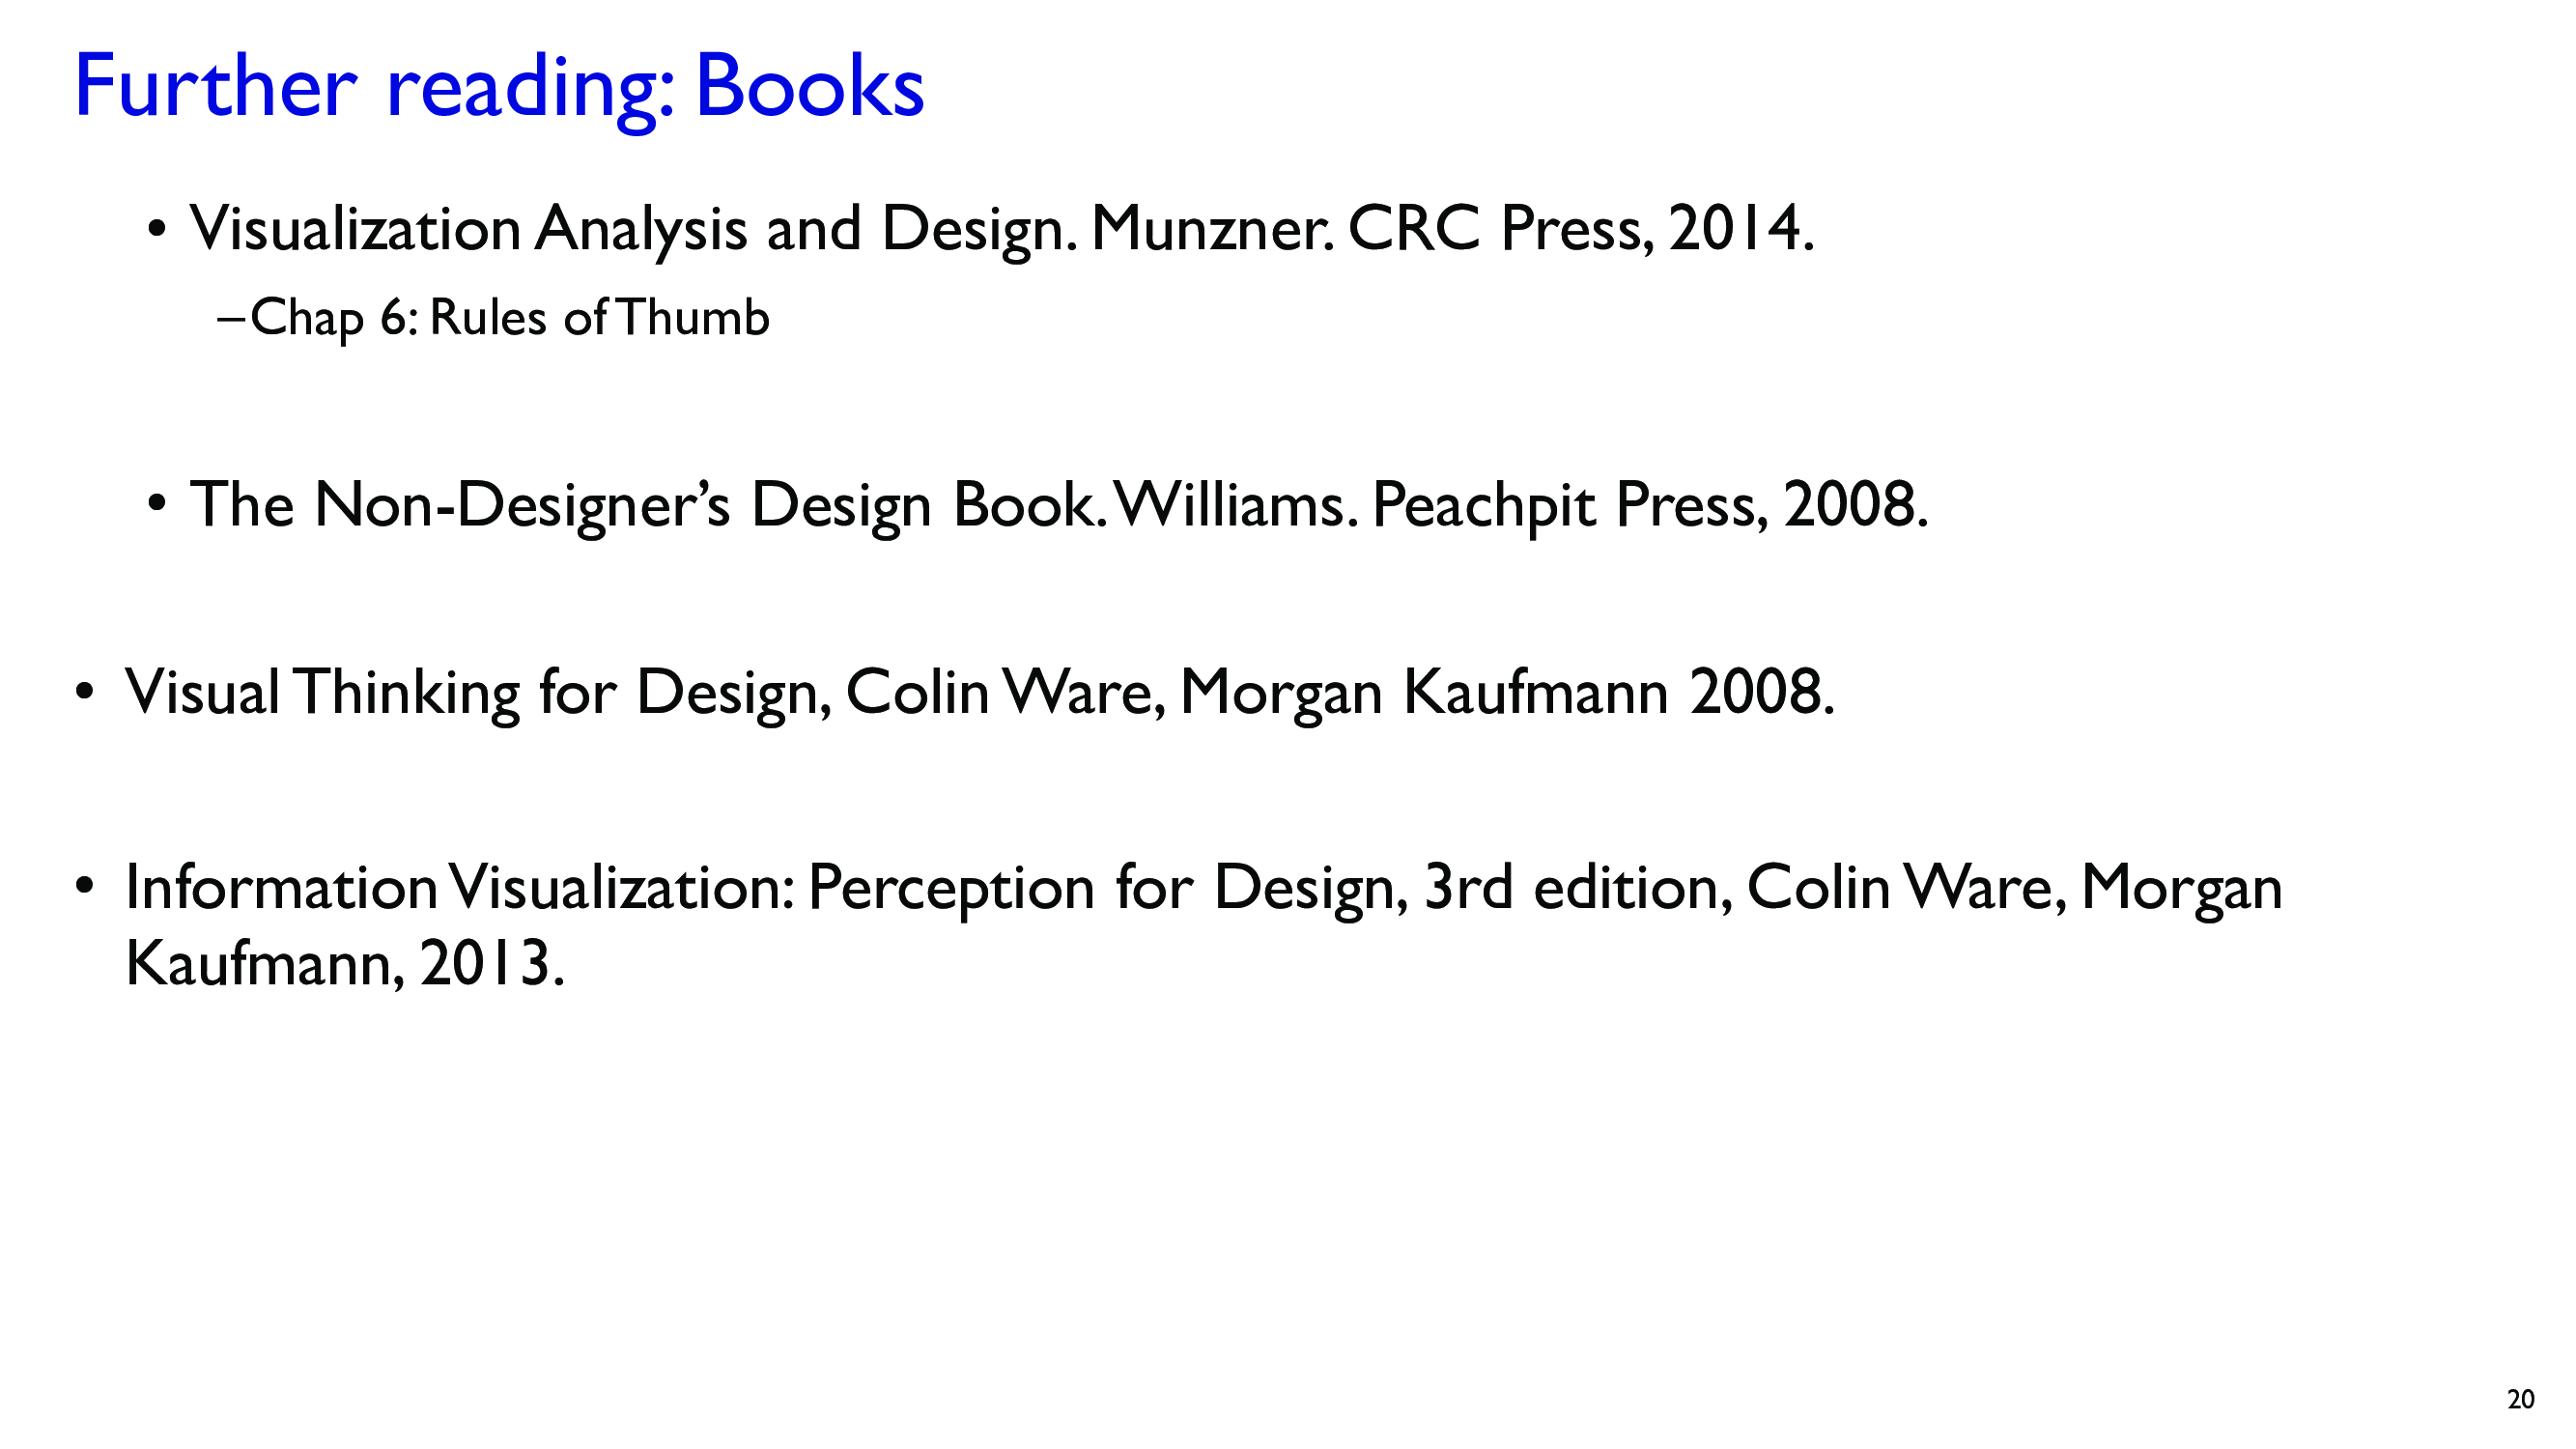 Further reading: Books
• Visualization Analysis and Design. Munzner. CRC Press, 2014.
–Chap 6: Rules of Thumb
• The Non-Designer’s Design Book. Williams. Peachpit Press, 2008.
• Visual Thinking for Design, Colin Ware, Morgan Kaufmann 2008.
• Information Visualization: Perception for Design, 3rd edition, Colin Ware, Morgan
Kaufmann, 2013.
20